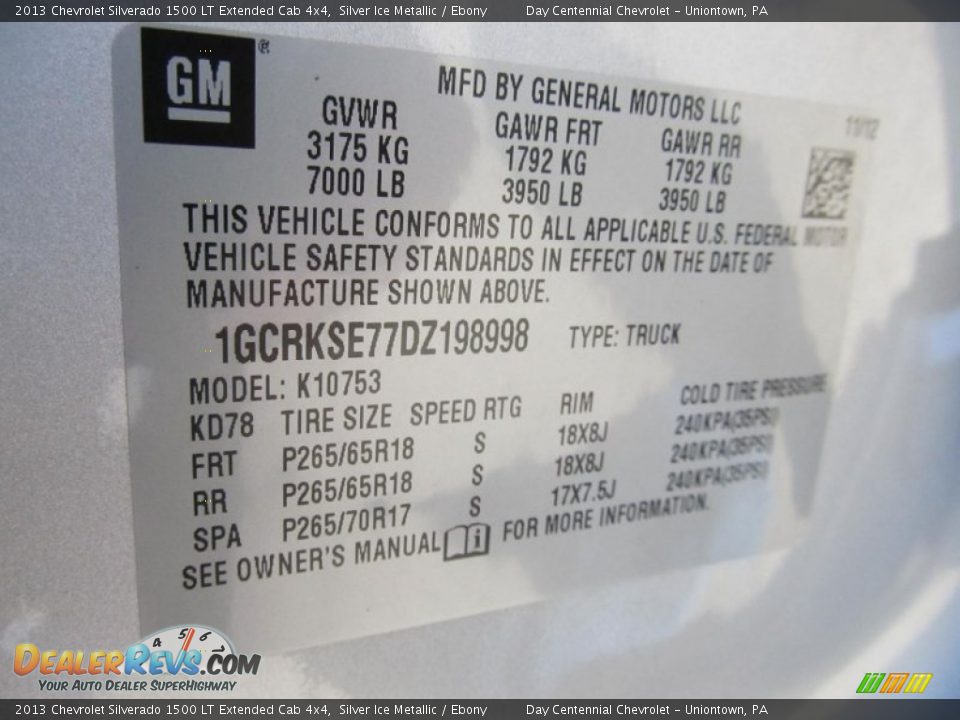 2013 Chevrolet Silverado 1500 LT Extended Cab 4x4, Silver Ice Metallic / Ebony Day Centennial Chevrolet - Uniontown, PA
GM ®
MFD BY GENERAL MOTORS LLC
11/12
GVWR GAWR FRT GAWR RR
3175 KG 1792 KG 1792 KG
7000 LB 3950 LB 3950 LB
THIS VEHICLE CONFORMS TO ALL APPLICABLE U.S. FEDERAL MOTOR
VEHICLE SAFETY STANDARDS IN EFFECT ON THE DATE OF
MANUFACTURE SHOWN ABOVE.
1GCRKSE77DZ198998 TYPE: TRUCK
MODEL: K10753
KD78 TIRE SIZE SPEED RTG RIM COLD TIRE PRESSURE
FRT P265/65R18 S 18X8J 240KPA(35PSI)
RR P265/65R18 S 18X8J 240KPA(35PSI)
SPA P265/70R17 S 17X7.5J 240KPA(35PSI)
SEE OWNER'S MANUAL i FOR MORE INFORMATION.
4 5 6
DEALERREVS.COM
YOUR AUTO DEALER SUPERHIGHWAY
2013 Chevrolet Silverado 1500 LT Extended Cab 4x4, Silver Ice Metallic / Ebony Day Centennial Chevrolet - Uniontown, PA